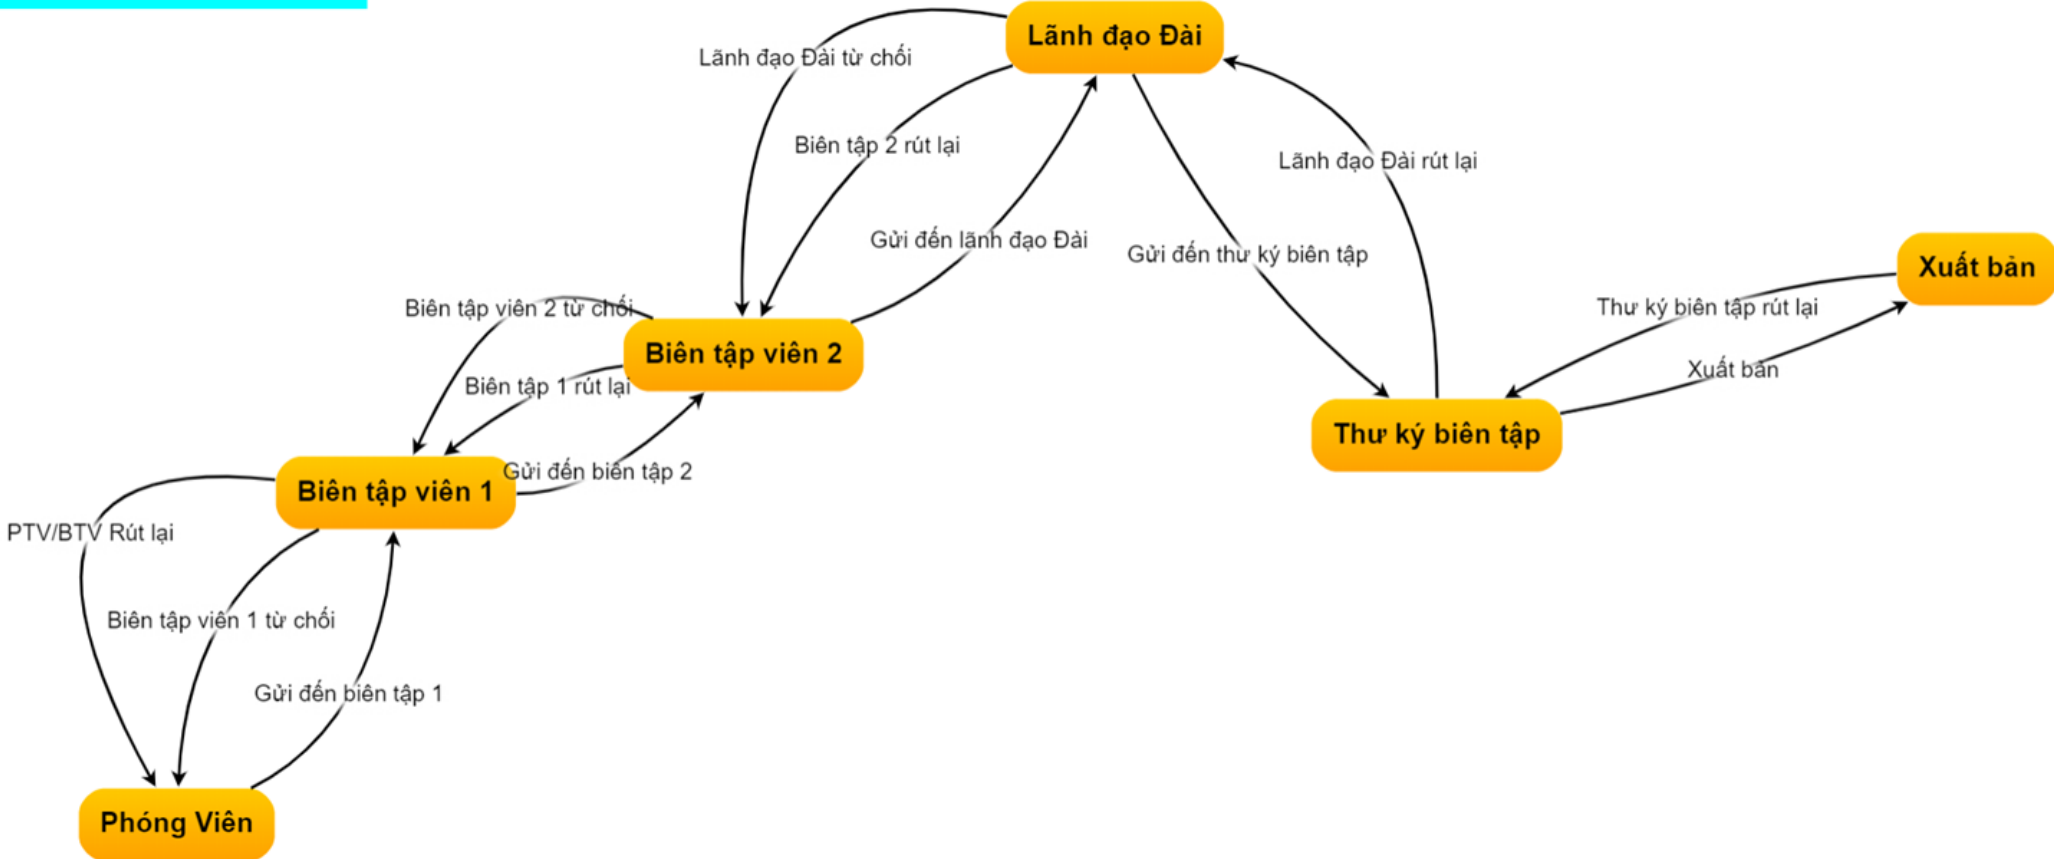 Lãnh đạo Đài
Lãnh đạo Đài từ chối
Biên tập 2 rút lại
Lãnh đạo Đài rút lại
Gửi đến lãnh đạo Đài
Gửi đến thư ký biên tập
Xuất bản
Thư ký biên tập rút lại
Biên tập viên 2 từ chối
Biên tập viên 2
Xuất bản
Biên tập 1 rút lại
Thư ký biên tập
Gửi đến biên tập 2
Biên tập viên 1
PTV/BTV Rút lại
Biên tập viên 1 từ chối
Gửi đến biên tập 1
Phóng Viên